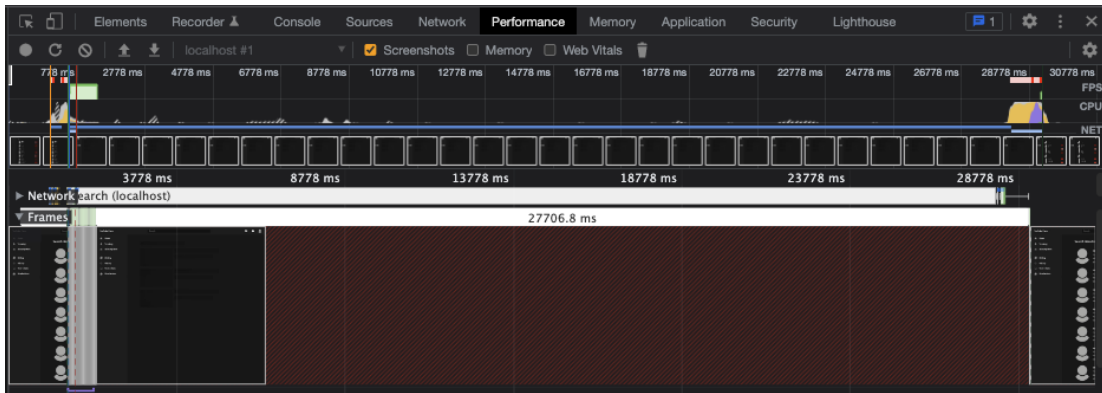 Elements Recorder Console Sources Network Performance Memory Application Security Lighthouse 1
localhost #1 Screenshots Memory Web Vitals
778 ms 2778 ms 4778 ms 6778 ms 8778 ms 10778 ms 12778 ms 14778 ms 16778 ms 18778 ms 20778 ms 22778 ms 24778 ms 26778 ms 28778 ms 30778 ms
FPS
CPU
NET
3778 ms 8778 ms 13778 ms 18778 ms 23778 ms 28778 ms
Network earch (localhost)
Frames 27706.8 ms